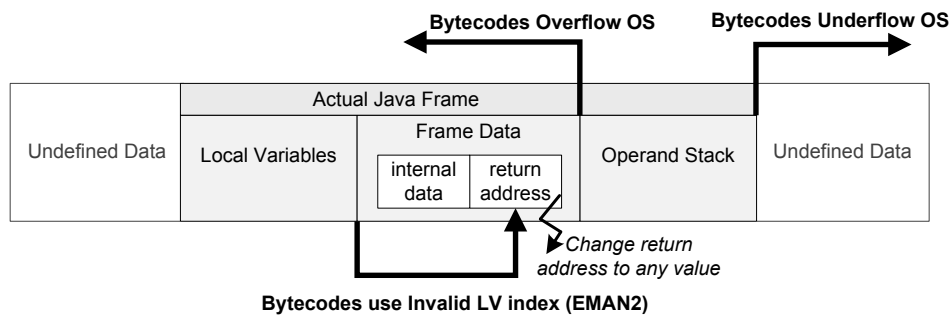 Bytecodes Overflow OS
Bytecodes Underflow OS
Actual Java Frame
Undefined Data
Local Variables
Frame Data
internal
data
return
address
Operand Stack
Undefined Data
Change return
address to any value
Bytecodes use Invalid LV index (EMAN2)